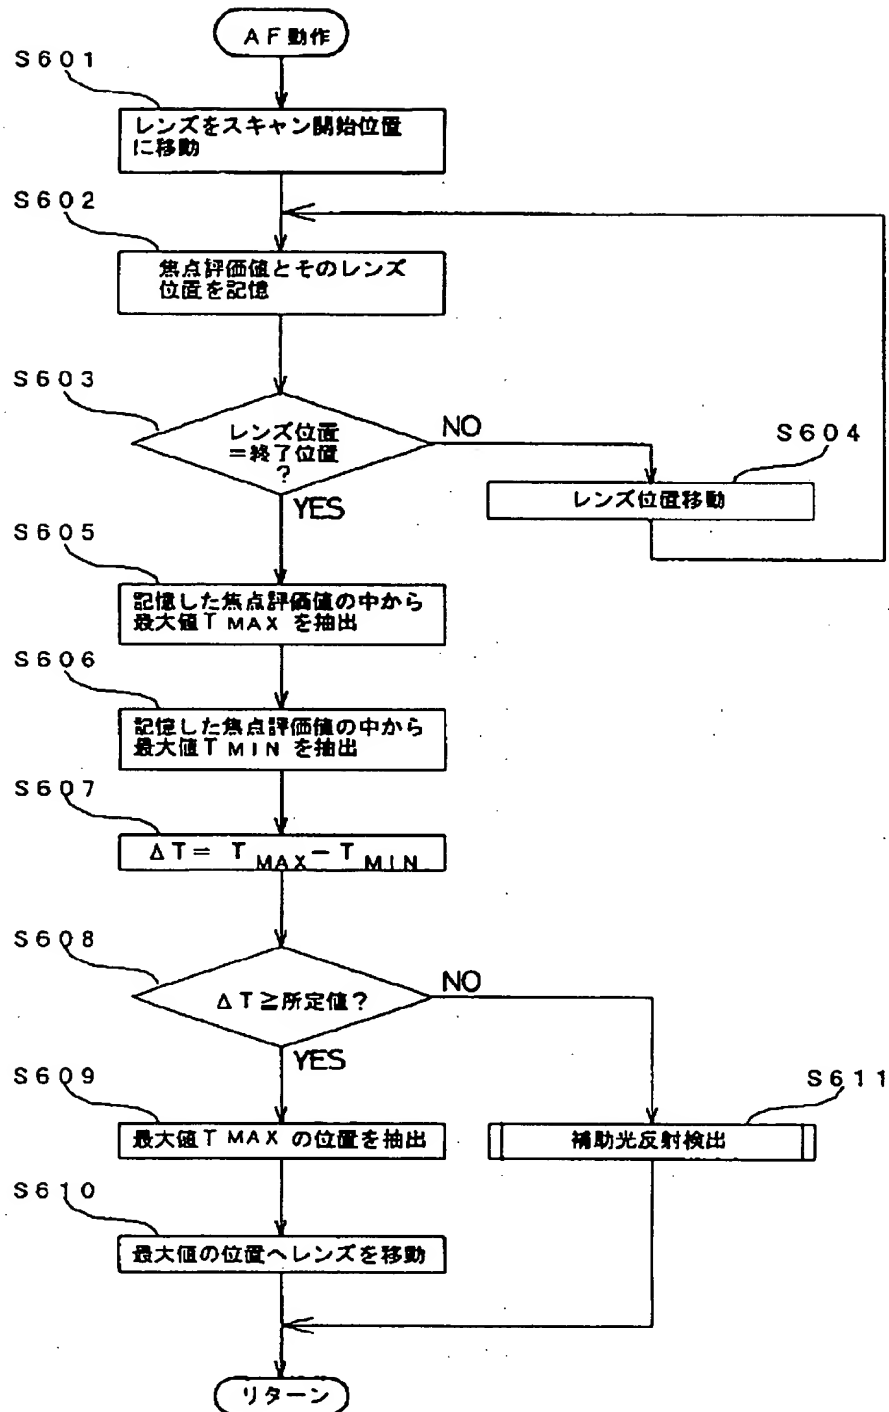 AF動作
S601
レンズをスキャン開始位置
に移動
S602
焦点評価値とそのレンズ
位置を記憶
S603
レンズ位置
=終了位置
?
NO
S604
レンズ位置移動
YES
S605
記憶した焦点評価値の中から
最大値T MAX を抽出
S606
記憶した焦点評価値の中から
最大値T MIN を抽出
S607
ΔT= TMAX−TMIN
S608
ΔT≧所定値?
NO
YES
S609
最大値T MAX の位置を抽出
S611
補助光反射検出
S610
最大値の位置へレンズを移動
リターン